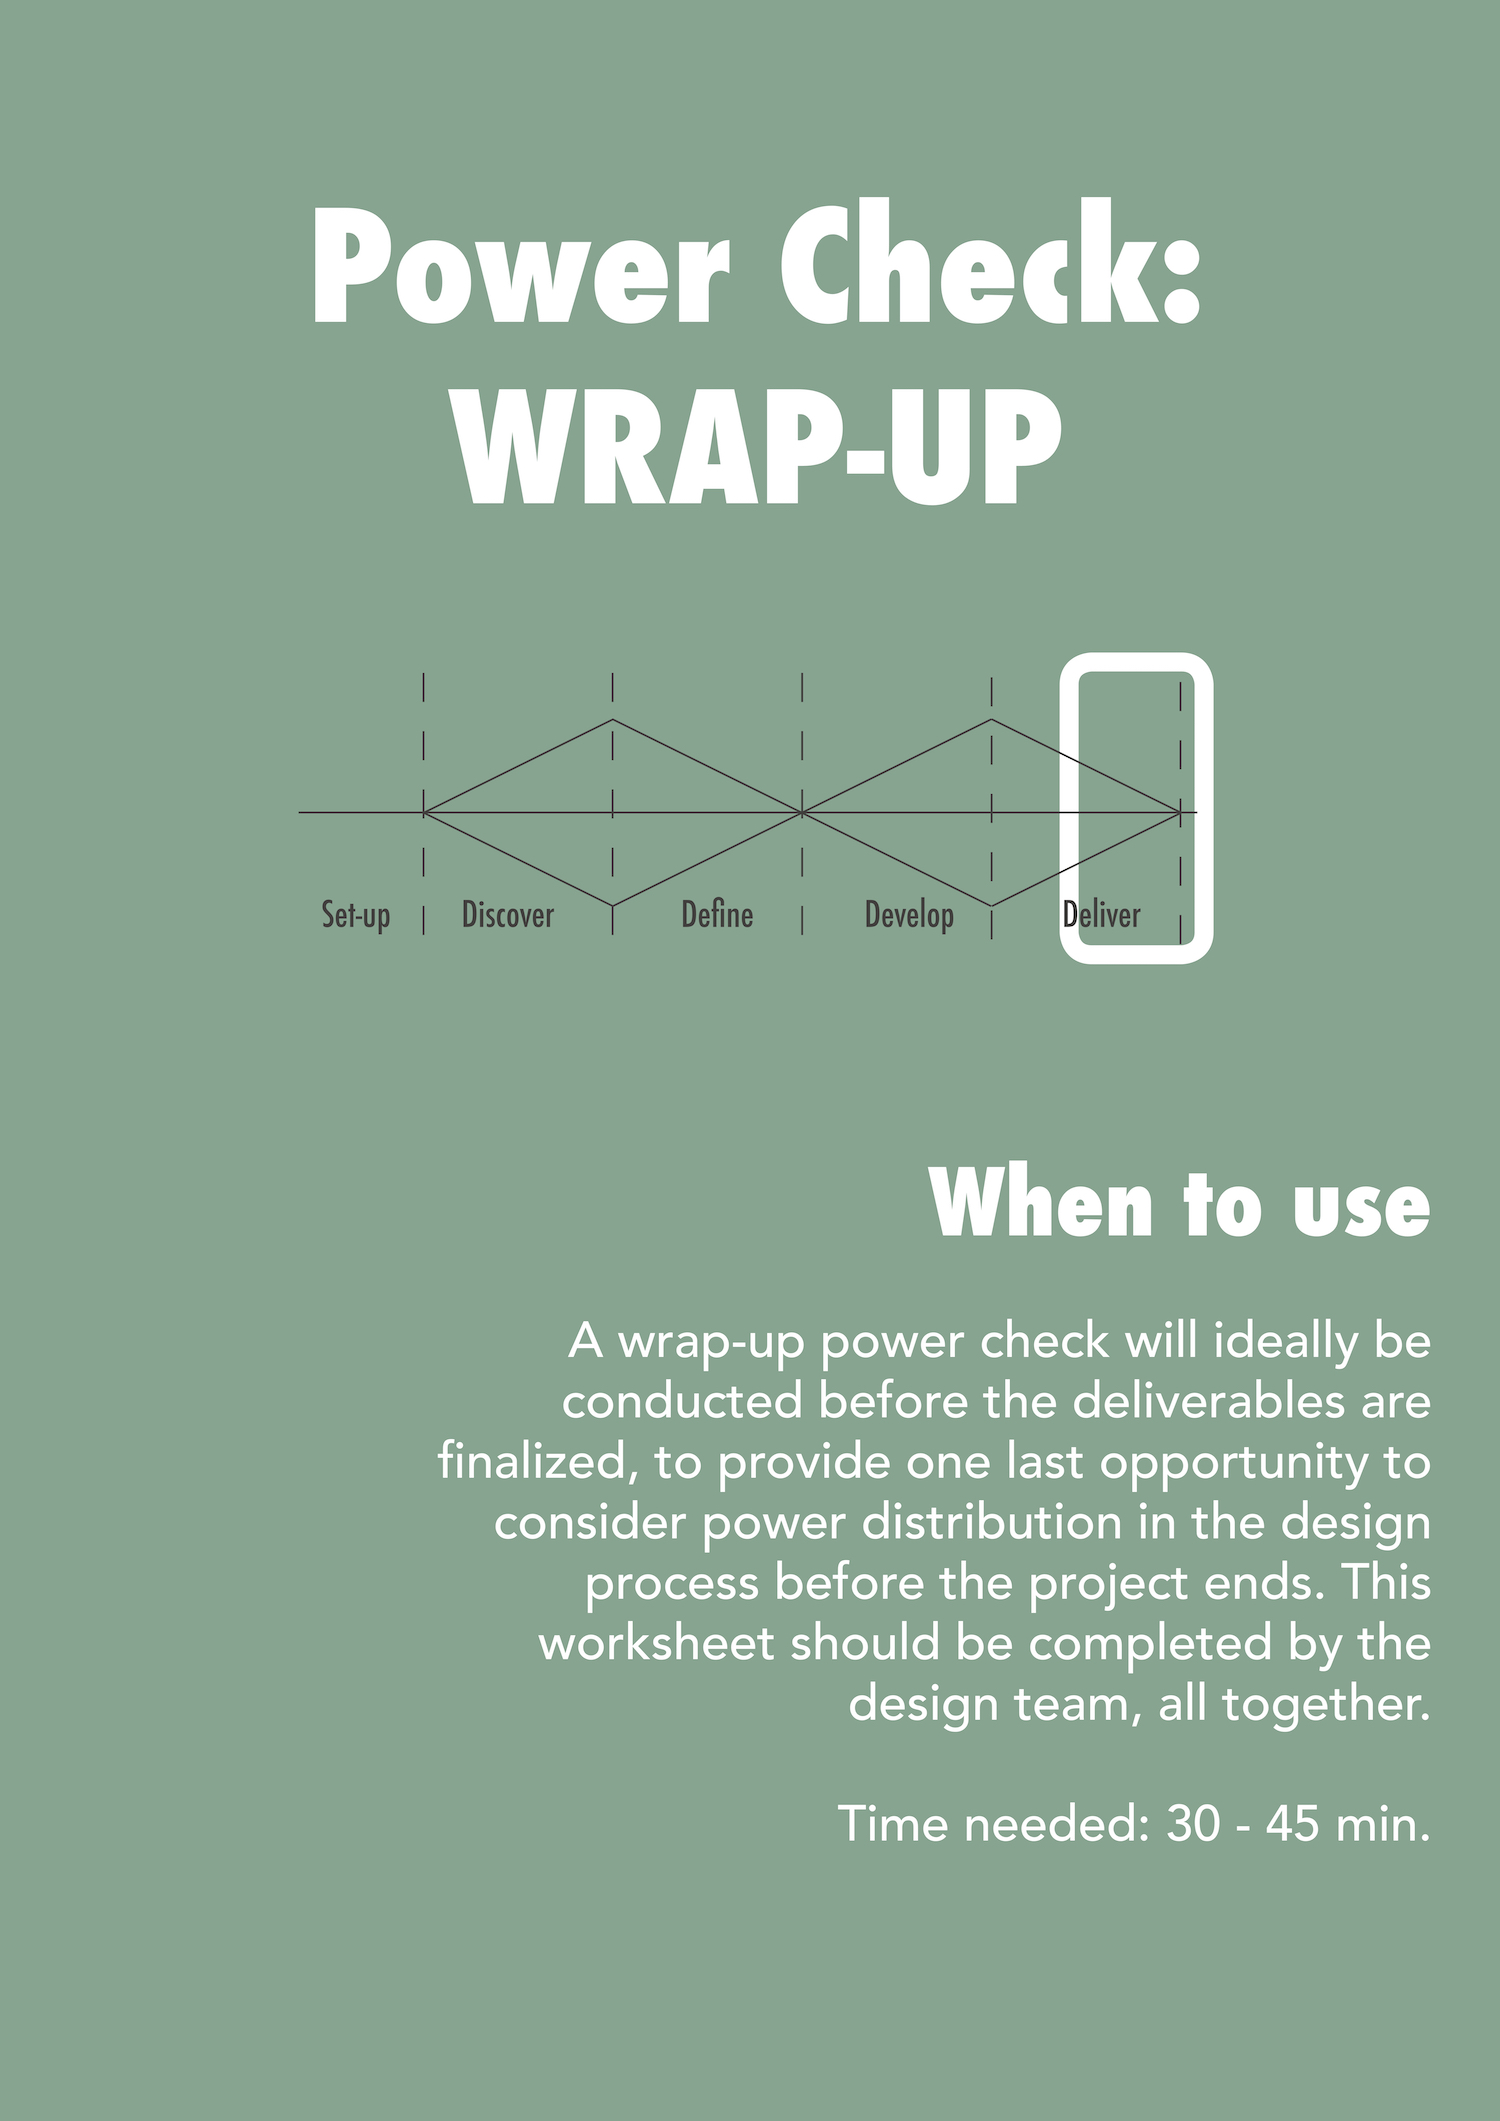 Power Check:
WRAP-UP
Set-up Discover Define Develop Deliver
When to use
A wrap-up power check will ideally be
conducted before the deliverables are
finalized, to provide one last opportunity to
consider power distribution in the design
process before the project ends. This
worksheet should be completed by the
design team, all together.
Time needed: 30 - 45 min.